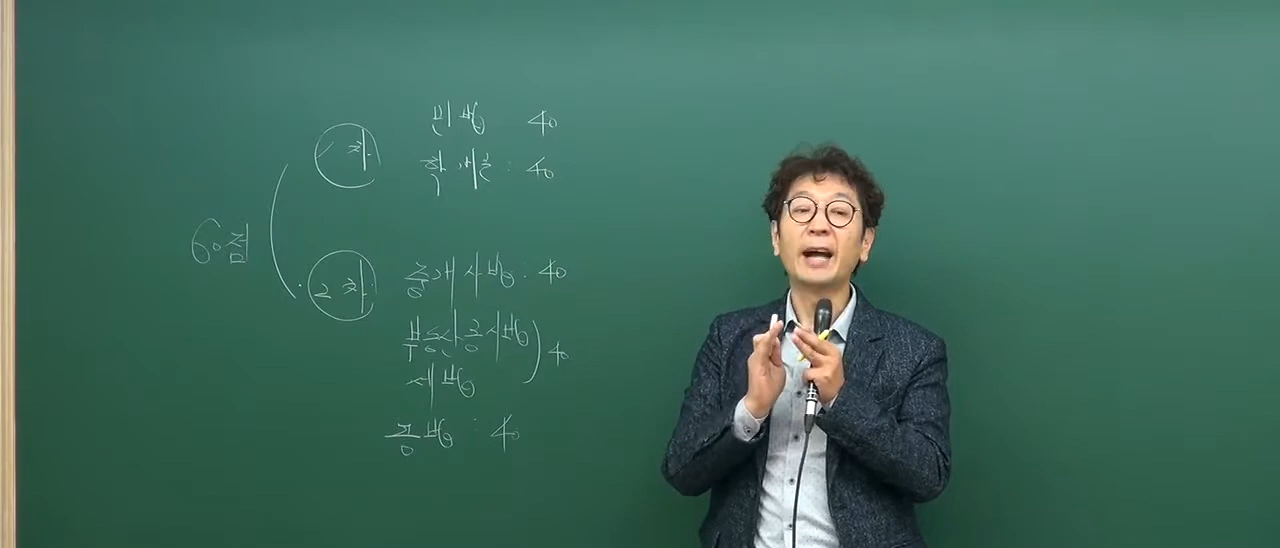 60점
1차
민법 40
학개론 : 40
2차
중개사법 : 40
부동산공시법
세법
40
공법 : 40